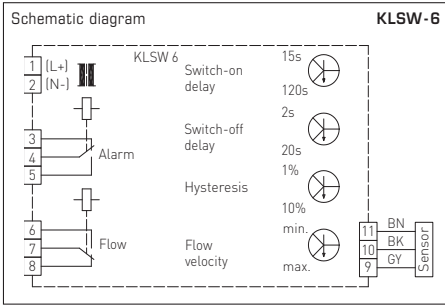 Schematic diagram KLSW-6
KLSW 6
1 (L+)
2 (N-)
Switch-on delay
15s
120s
3
4
5
Alarm
Switch-off delay
2s
20s
Hysteresis
1%
10%
6
7
8
Flow
Flow velocity
min.
max.
11 BN
10 BK
9 GY
Sensor